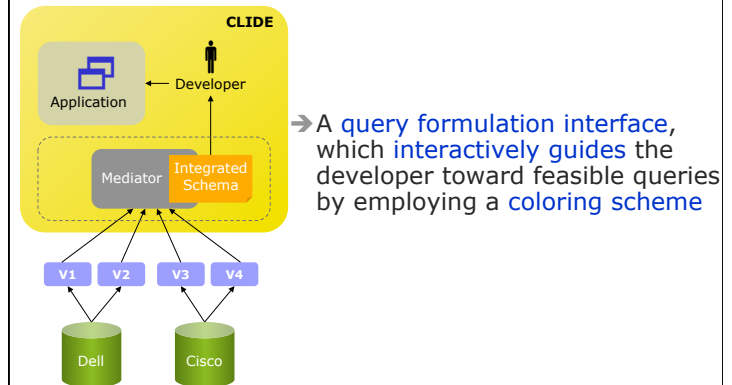 CLIDE
Developer
Application
Mediator
Integrated
Schema
V1 V2 V3 V4
Dell Cisco
➔A query formulation interface,
which interactively guides the
developer toward feasible queries
by employing a coloring scheme